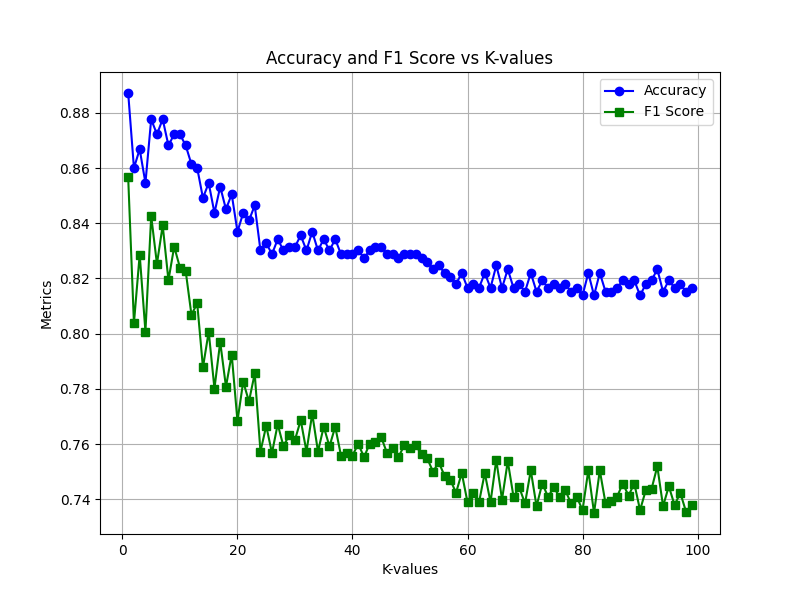 Accuracy and F1 Score vs K-values
Accuracy
F1 Score
0.88
0.86
0.84
0.82
0.80
0.78
0.76
0.74
Metrics
0 20 40 60 80 100
K-values